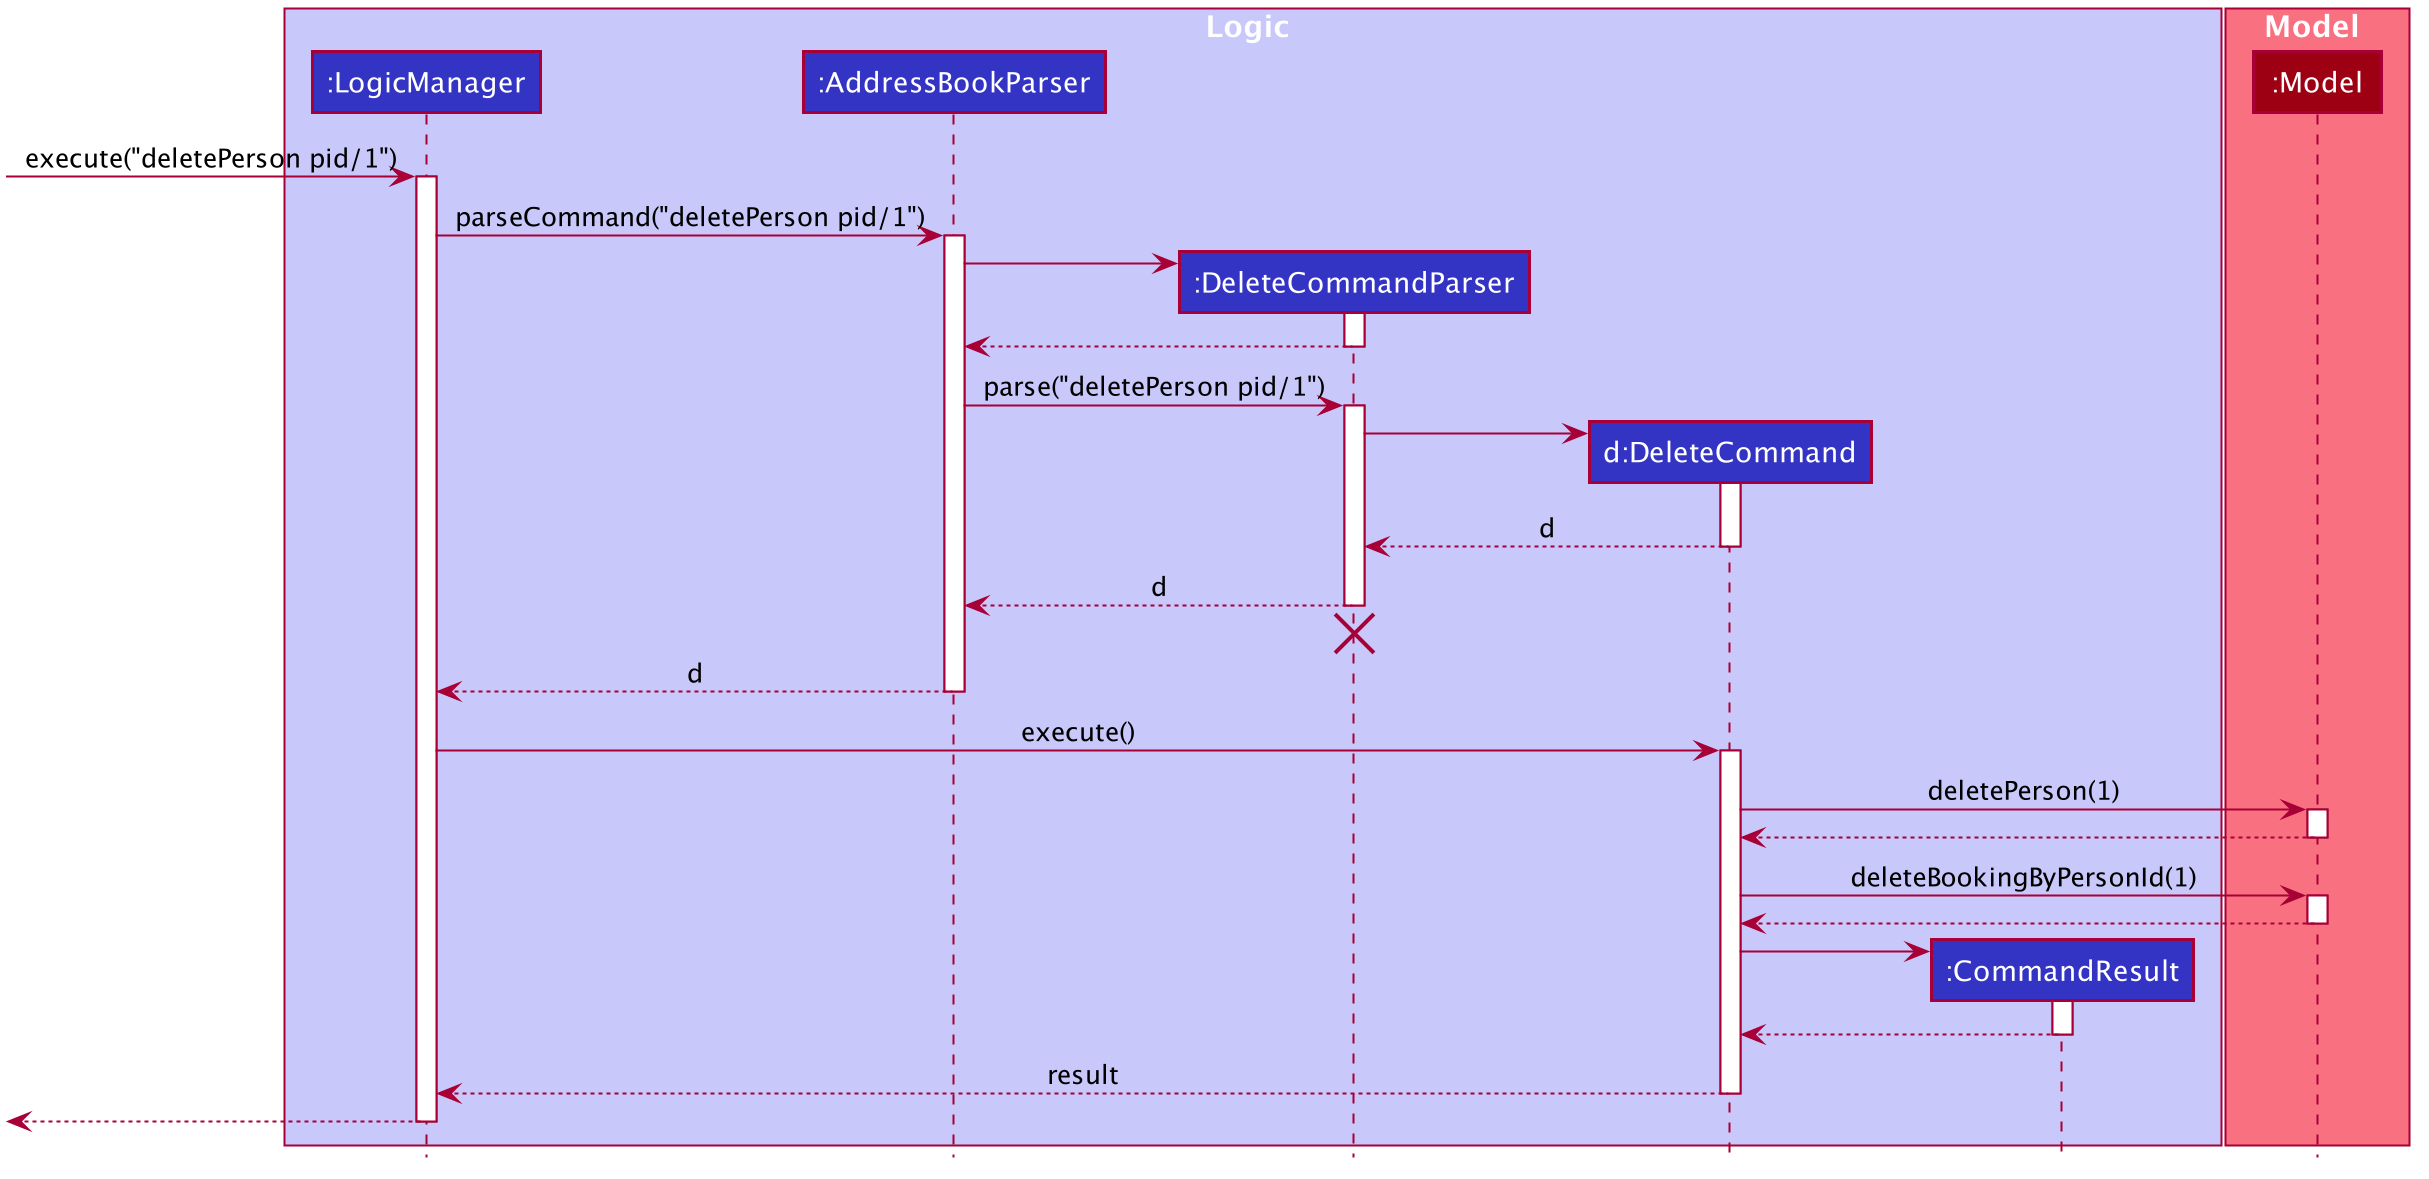 Logic
Model
:LogicManager
:AddressBookParser
:Model
execute("deletePerson pid/1")
parseCommand("deletePerson pid/1")
:DeleteCommandParser
parse("deletePerson pid/1")
d:DeleteCommand
d
d
d
execute()
deletePerson(1)
deleteBookingByPersonId(1)
:CommandResult
result